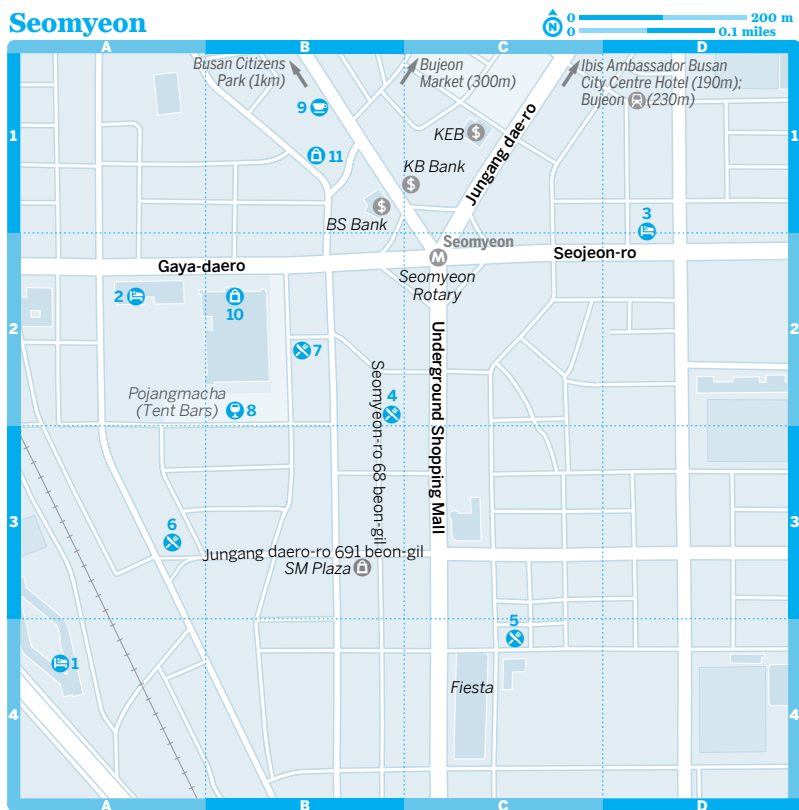 Seomyeon
N
0 200 m
0 0.1 miles
A B C D
Busan Citizens
Park (1km)
Bujeon
Market (300m)
Ibis Ambassador Busan
City Centre Hotel (190m);
Bujeon (230m)
9
1 1
KEB $
11
KB Bank
$
Jungang dae-ro
$
BS Bank
3
Seomyeon
M
Gaya-daero
Seojeon-ro
Seomyeon
Rotary
2
10
2 2
7
Underground Shopping Mall
Seomyeon-ro 68 beon-gil
4
Pojangmacha
(Tent Bars)
8
3 3
6
Jungang daero-ro 691 beon-gil
SM Plaza
5
1
Fiesta
4 4
A B C D